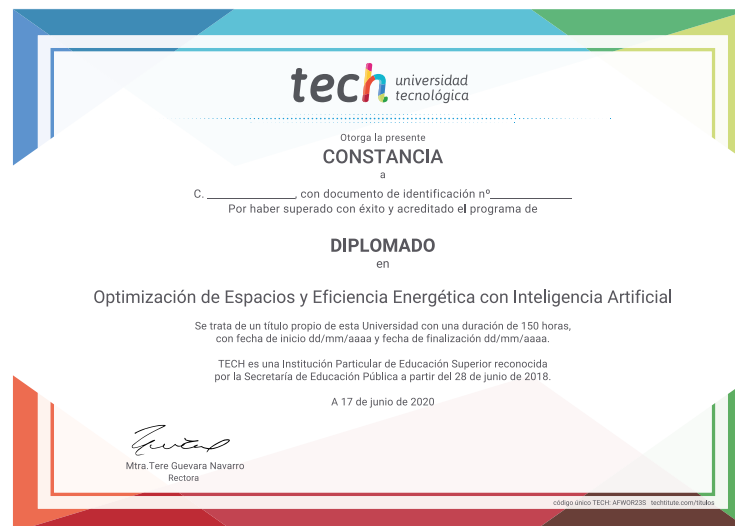 tech universidad
tecnológica
Otorga la presente
CONSTANCIA
a
C. ________________, con documento de identificación nº______________
Por haber superado con éxito y acreditado el programa de
DIPLOMADO
en
Optimización de Espacios y Eficiencia Energética con Inteligencia Artificial
Se trata de un título propio de esta Universidad con una duración de 150 horas,
con fecha de inicio dd/mm/aaaa y fecha de finalización dd/mm/aaaa.
TECH es una Institución Particular de Educación Superior reconocida
por la Secretaría de Educación Pública a partir del 28 de junio de 2018.
A 17 de junio de 2020
Mtra.Tere Guevara Navarro
Rectora
código único TECH: AFWOR23S techtitute.com/títulos